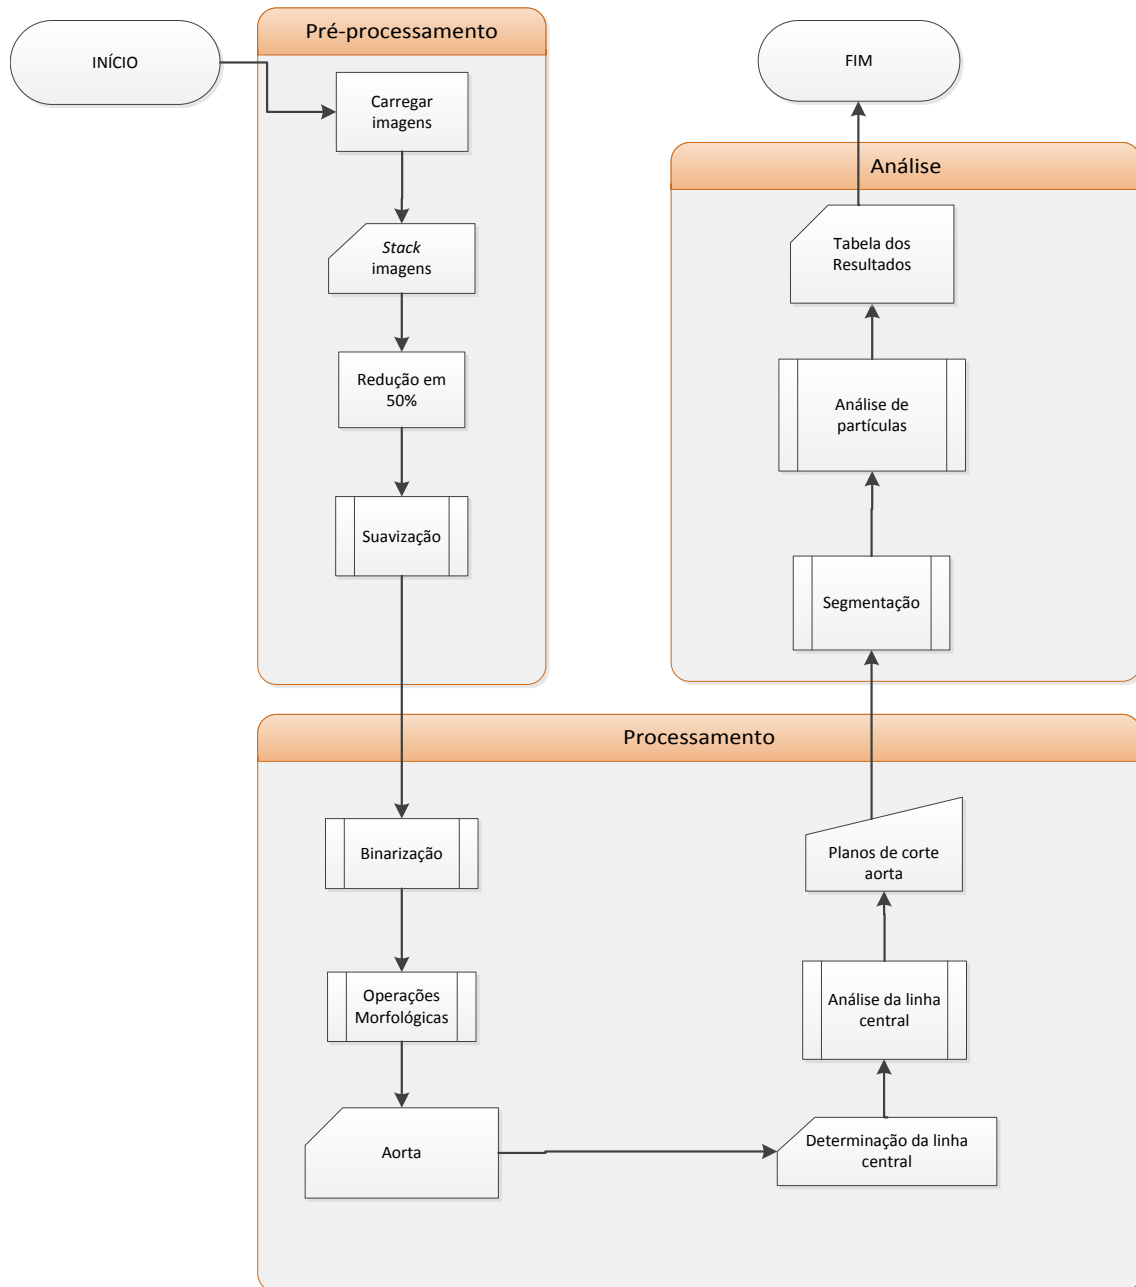 INÍCIO
Pré-processamento
Carregar
imagens
Stack
imagens
Redução em
50%
Suavização
Processamento
Binarização
Operações
Morfológicas
Aorta
Determinação da linha
central
Análise da linha
central
Planos de corte
aorta
Análise
Segmentação
Análise de
partículas
Tabela dos
Resultados
FIM